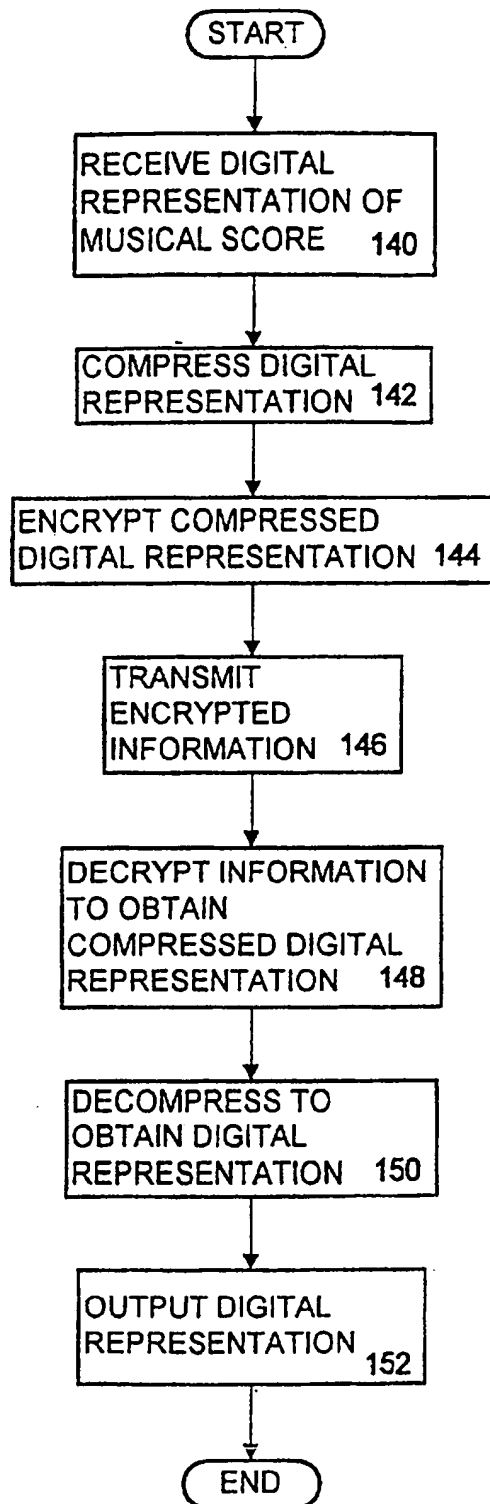 START
RECEIVE DIGITAL
REPRESENTATION OF
MUSICAL SCORE 140
COMPRESS DIGITAL
REPRESENTATION 142
ENCRYPT COMPRESSED
DIGITAL REPRESENTATION 144
TRANSMIT
ENCRYPTED
INFORMATION 146
DECRYPT INFORMATION
TO OBTAIN
COMPRESSED DIGITAL
REPRESENTATION 148
DECOMPRESS TO
OBTAIN DIGITAL
REPRESENTATION 150
OUTPUT DIGITAL
REPRESENTATION
152
END